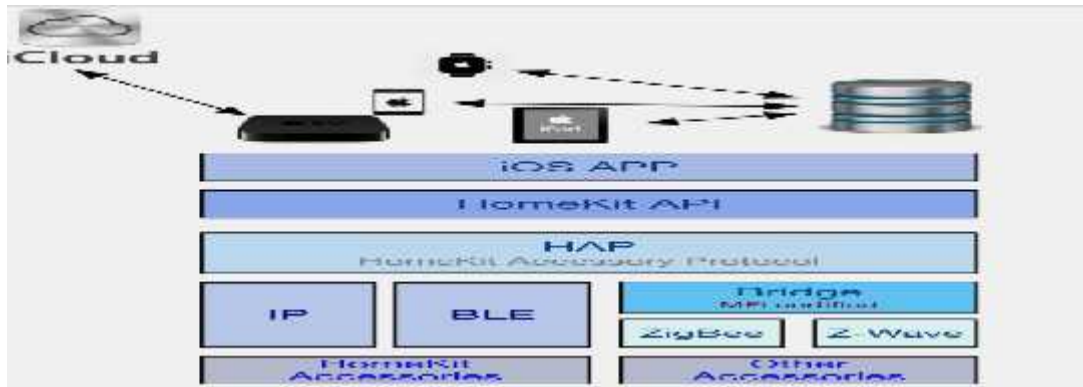 iCloud
iPad
iOS APP
HomeKit API
HAP
HomeKit Accessory Protocol
IP
BLE
Bridge
MFi
ZigBee
Z-Wave
HomeKit
Accessories
Other
Accessories